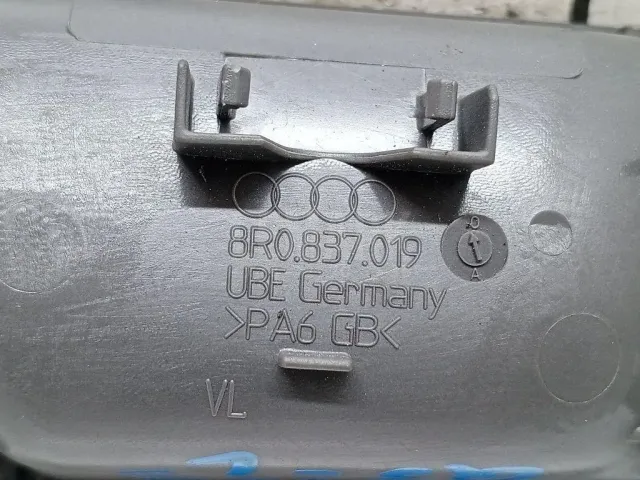 8R0.837.019
UBE Germany
>PA6 GB<
VL
A